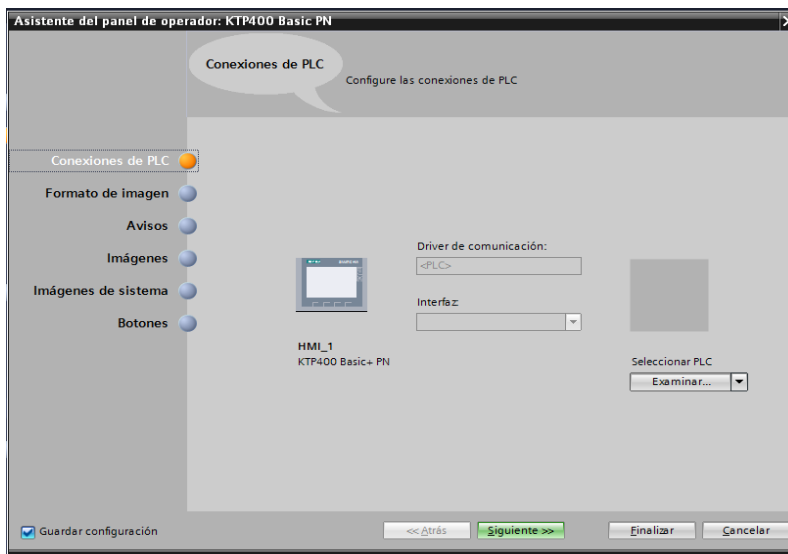 Asistente del panel de operador: KTP400 Basic PN
Conexiones de PLC
Configure las conexiones de PLC
Conexiones de PLC
Formato de imagen
Avisos
Imágenes
Imágenes de sistema
Botones
Driver de comunicación:
<PLC>
Interfaz:
HMI_1
KTP400 Basic+ PN
Seleccionar PLC
Examinar...
Guardar configuración
<< Atrás
Siguiente >>
Finalizar
Cancelar